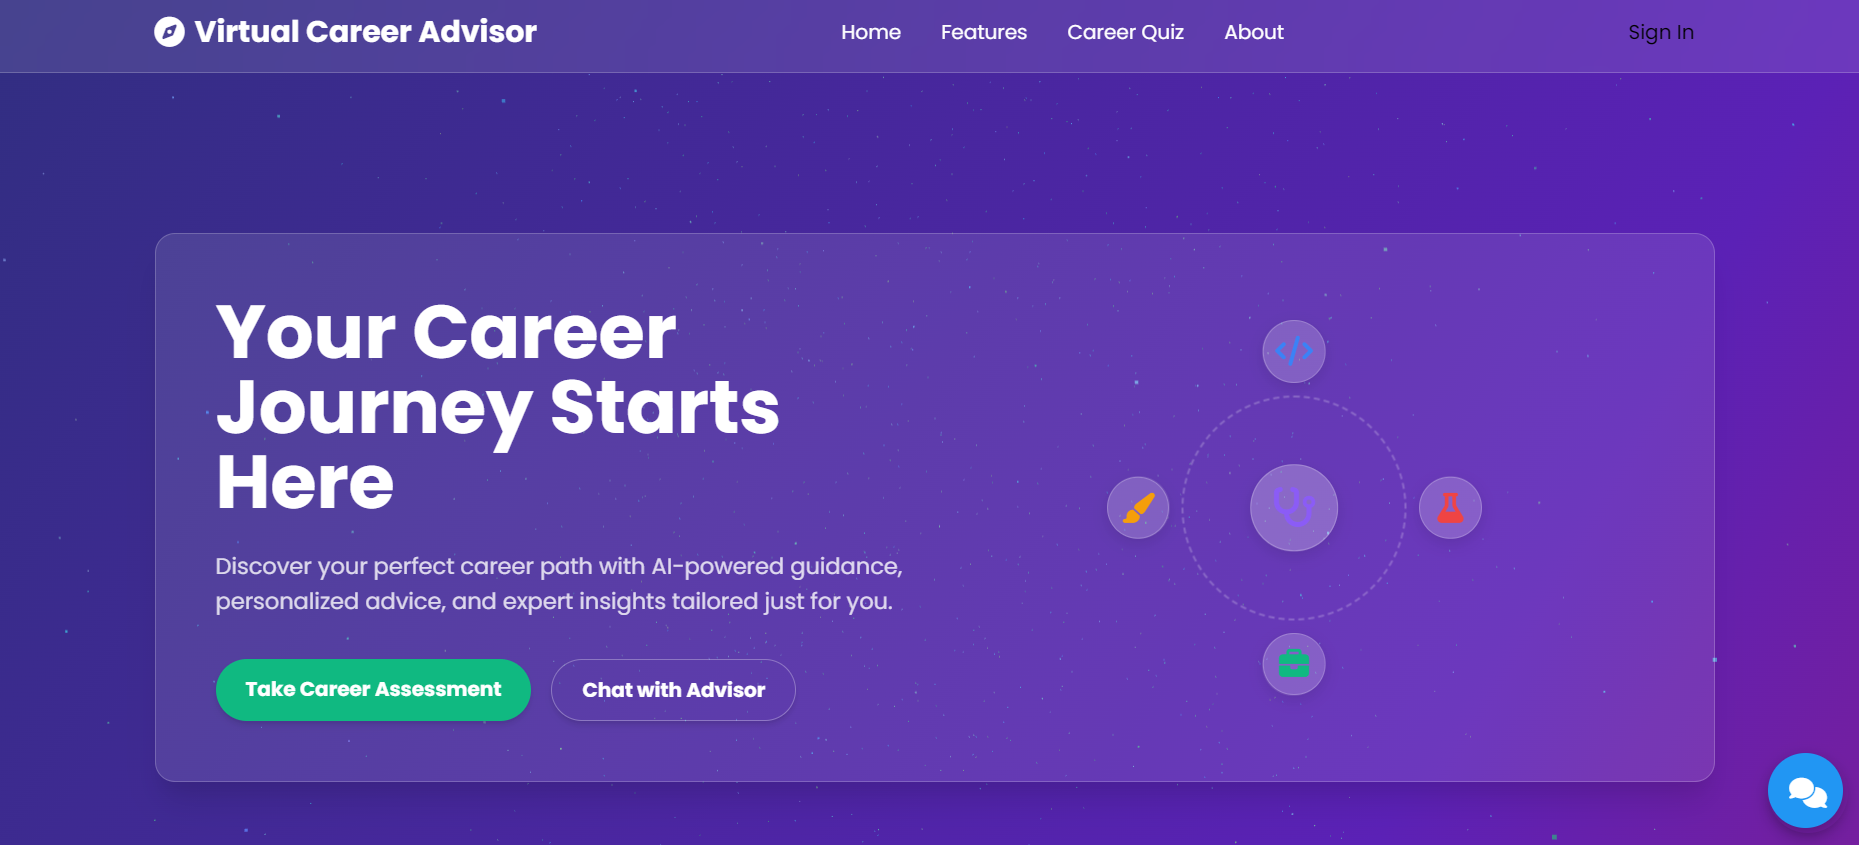 Virtual Career Advisor
Home
Features
Career Quiz
About
Sign In
Your Career
Journey Starts
Here
Discover your perfect career path with AI-powered guidance,
personalized advice, and expert insights tailored just for you.
Take Career Assessment
Chat with Advisor